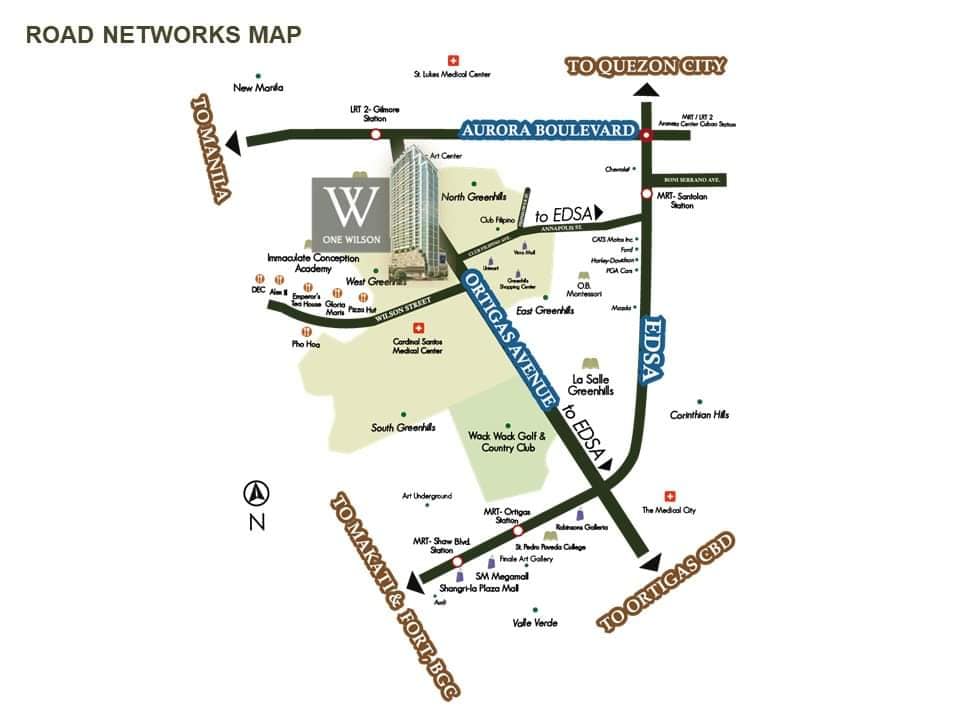 ROAD NETWORKS MAP
TO QUEZON CITY
St. Lukes Medical Center
New Manila
TO MANILA
LRT 2- Gilmore
Station
AURORA BOULEVARD
MRT / LRT 2
Araneta Center Cubao Station
Art Center
Chevrolet
BONI SERRANO AVE.
MRT- Santolan
Station
W
ONE WILSON
North Greenhills
Club Filipino
to EDSA
ANNAPOLIS ST.
CLUB FILIPINO AVE.
CATS Motos Inc.
Ford
Harley-Davidson
PGA Cars
Vira Mall
Unimart
Greenhills
Shopping Center
O.B.
Montessori
Immaculate Conception
Academy
West Greenhills
DEC
Emperor's
Tea House
Gloria
Maris
Pizza Hut
WILSON STREET
ORTIGAS AVENUE
East Greenhills
Mazda
EDSA
Pho Hoa
Cardinal Santos
Medical Center
La Salle
Greenhills
to EDSA
Corinthian Hills
South Greenhills
Wack Wack Golf &
Country Club
N
Art Underground
The Medical City
MRT- Ortigas
Station
Robinsons Galleria
MRT- Shaw Blvd.
Station
St. Pedro Poveda College
Finale Art Gallery
SM Megamall
Shangri-la Plaza Mall
Audi
Valle Verde
TO MAKATI & FORT, BGC
TO ORTIGAS CBD